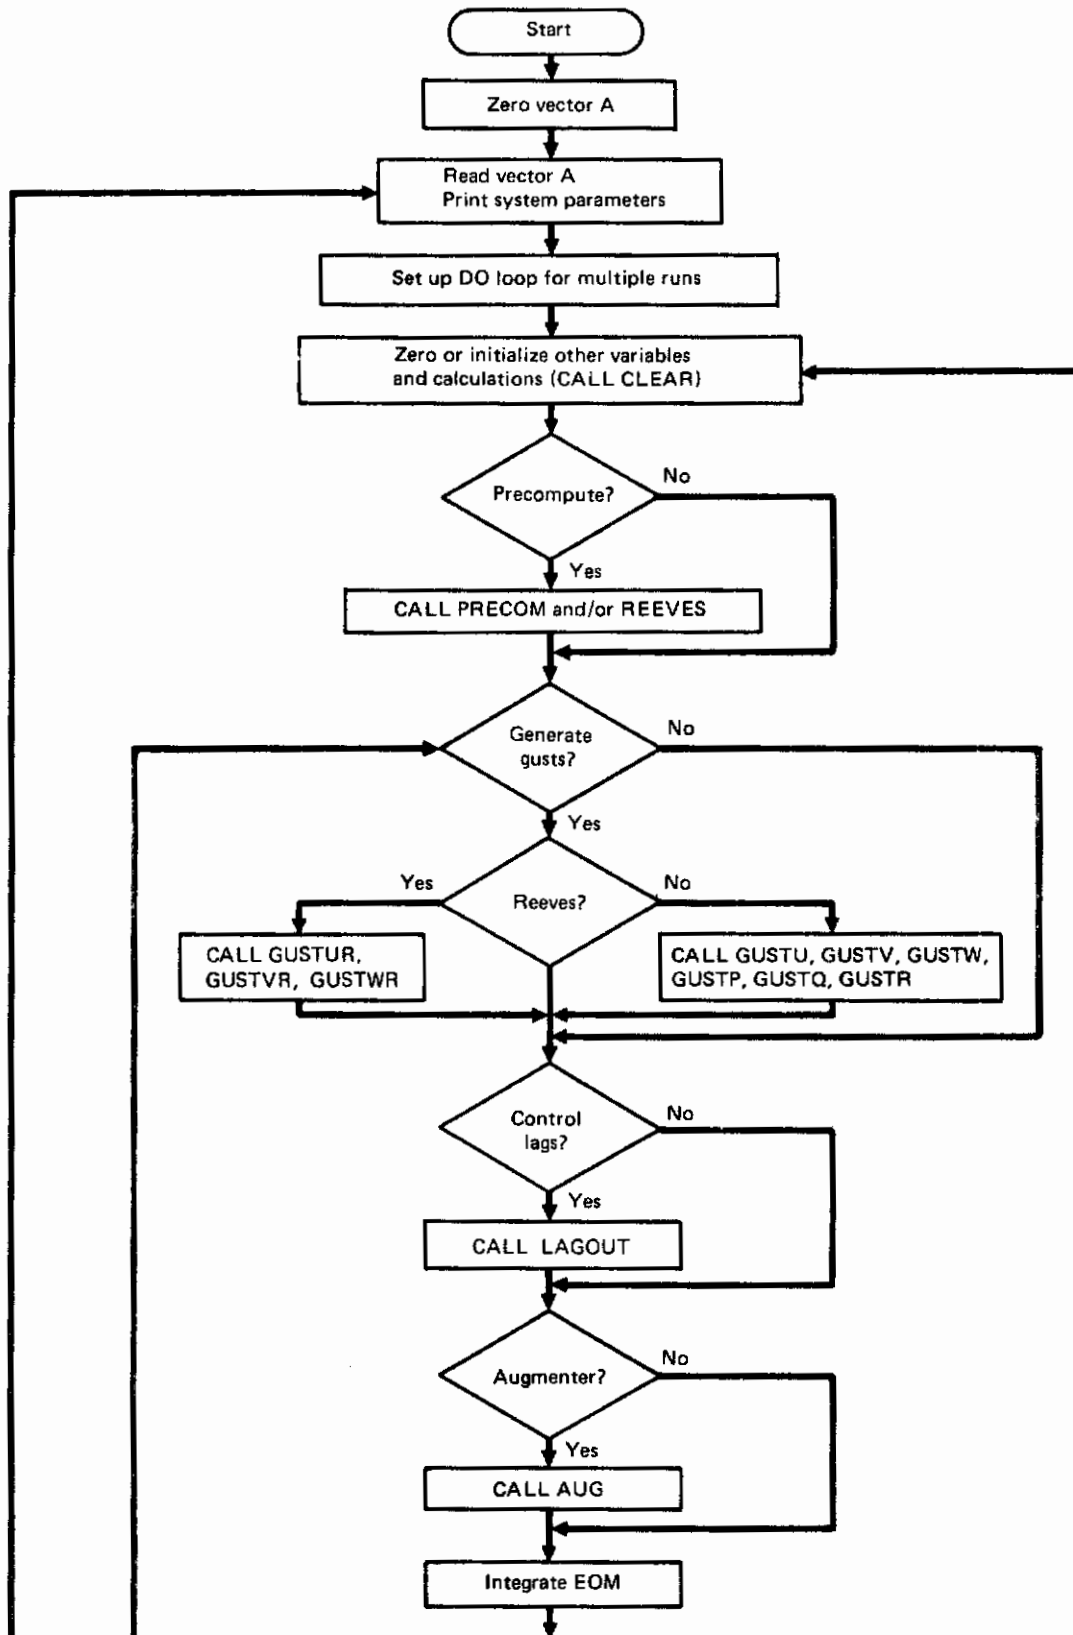 Start
Zero vector A
Read vector A
Print system parameters
Set up DO loop for multiple runs
Zero or initialize other variables
and calculations (CALL CLEAR)
Precompute?
No
Yes
CALL PRECOM and/or REEVES
Generate
gusts?
No
Yes
Reeves?
Yes
No
CALL GUSTUR,
GUSTVR, GUSTWR
CALL GUSTU, GUSTV, GUSTW,
GUSTP, GUSTQ, GUSTR
Control
lags?
No
Yes
CALL LAGOUT
Augmenter?
No
Yes
CALL AUG
Integrate EOM